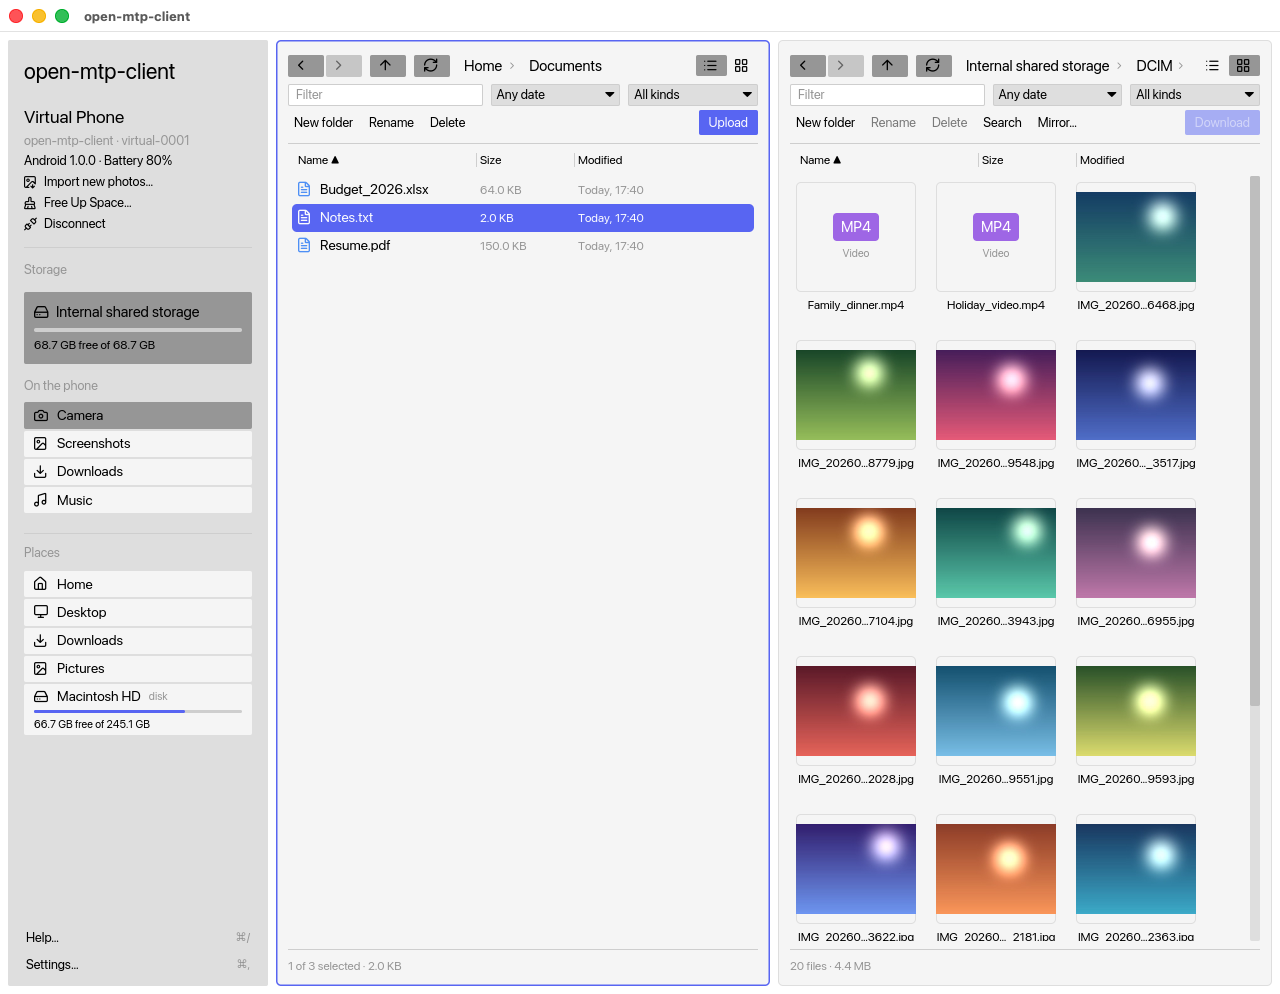 open-mtp-client
open-mtp-client
Virtual Phone
open-mtp-client · virtual-0001
Android 1.0.0 · Battery 80%
Import new photos...
Free Up Space...
Disconnect
Storage
Internal shared storage
68.7 GB free of 68.7 GB
On the phone
Camera
Screenshots
Downloads
Music
Places
Home
Desktop
Downloads
Pictures
Macintosh HD disk
66.7 GB free of 245.1 GB
Help... ⌘/
Settings... ⌘,
Home › Documents
Filter Any date All kinds
New folder Rename Delete Upload
Name ▲ Size Modified
Budget_2026.xlsx 64.0 KB Today, 17:40
Notes.txt 2.0 KB Today, 17:40
Resume.pdf 150.0 KB Today, 17:40
1 of 3 selected · 2.0 KB
Internal shared storage › DCIM ›
Filter Any date All kinds
New folder Rename Delete Search Mirror... Download
Name ▲ Size Modified
MP4 MP4
Video Video
Family_dinner.mp4 Holiday_video.mp4 IMG_20260...6468.jpg
IMG_20260...8779.jpg IMG_20260...9548.jpg IMG_20260..._3517.jpg
IMG_20260...7104.jpg IMG_20260...3943.jpg IMG_20260...6955.jpg
IMG_20260...2028.jpg IMG_20260...9551.jpg IMG_20260...9593.jpg
IMG_20260...3622.jpg IMG_20260..._2181.jpg IMG_20260...2363.jpg
20 files · 4.4 MB